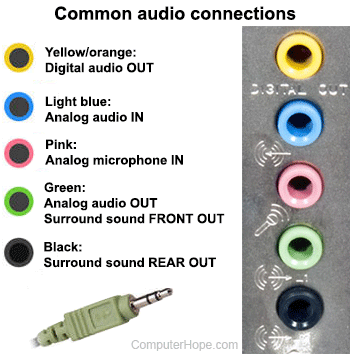 Common audio connections
Yellow/orange:
Digital audio OUT
Light blue:
Analog audio IN
Pink:
Analog microphone IN
Green:
Analog audio OUT
Surround sound FRONT OUT
Black:
Surround sound REAR OUT
DIGITAL OUT
1
ComputerHope.com